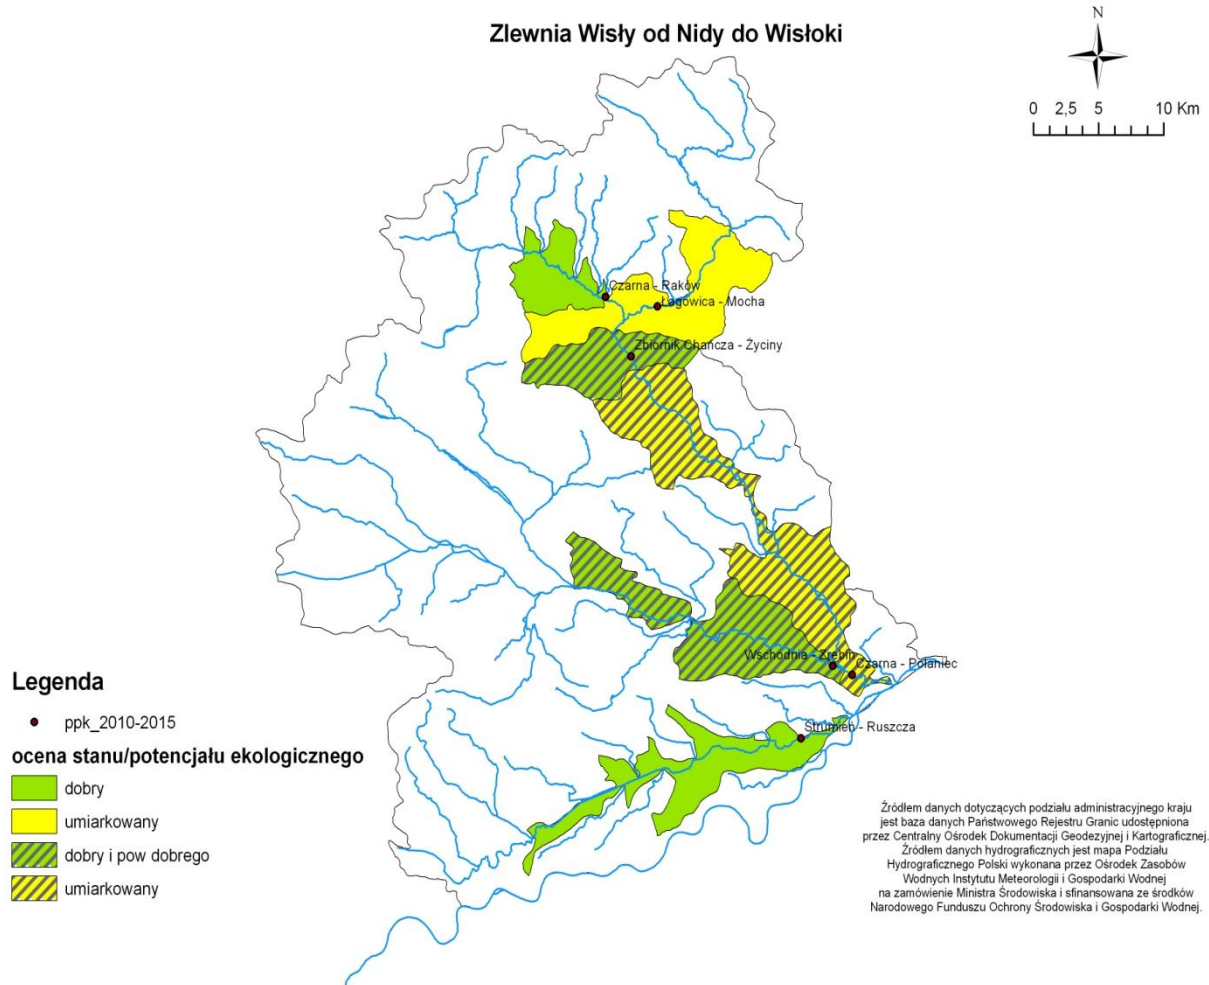 Zlewnia Wisły od Nidy do Wisłoki
N
0 2,5 5 10 Km
Czarna - Raków
Łagowica - Mocha
Zbiornik Chańcza - Życiny
Wschodnia - Zrębin
Czarna - Połaniec
Strumień - Ruszcza
Legenda
ppk_2010-2015
ocena stanu/potencjału ekologicznego
dobry
umiarkowany
dobry i pow dobrego
umiarkowany
Źródłem danych dotyczących podziału administracyjnego kraju
jest baza danych Państwowego Rejestru Granic udostępniona
przez Centralny Ośrodek Dokumentacji Geodezyjnej i Kartograficznej.
Źródłem danych hydrograficznych jest mapa Podziału
Hydrograficznego Polski wykonana przez Ośrodek Zasobów
Wodnych Instytutu Meteorologii i Gospodarki Wodnej
na zamówienie Ministra Środowiska i sfinansowana ze środków
Narodowego Funduszu Ochrony Środowiska i Gospodarki Wodnej.